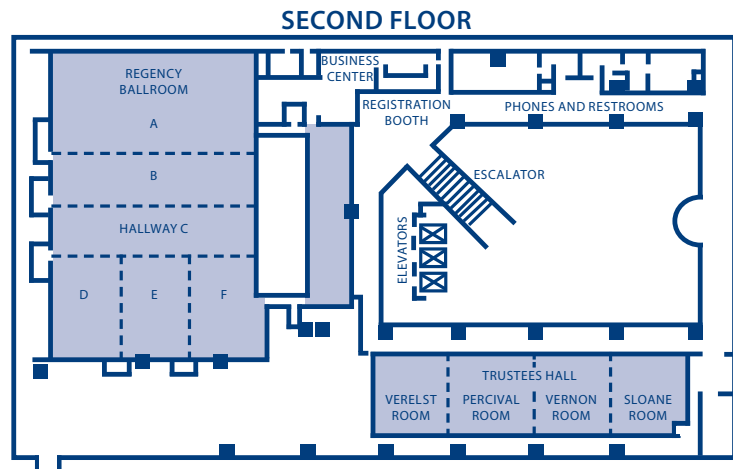 SECOND FLOOR
REGENCY
BALLROOM
A
B
HALLWAY C
D
E
F
BUSINESS
CENTER
REGISTRATION
BOOTH
PHONES AND RESTROOMS
ESCALATOR
ELEVATORS
TRUSTEES HALL
VERELST
ROOM
PERCIVAL
ROOM
VERNON
ROOM
SLOANE
ROOM